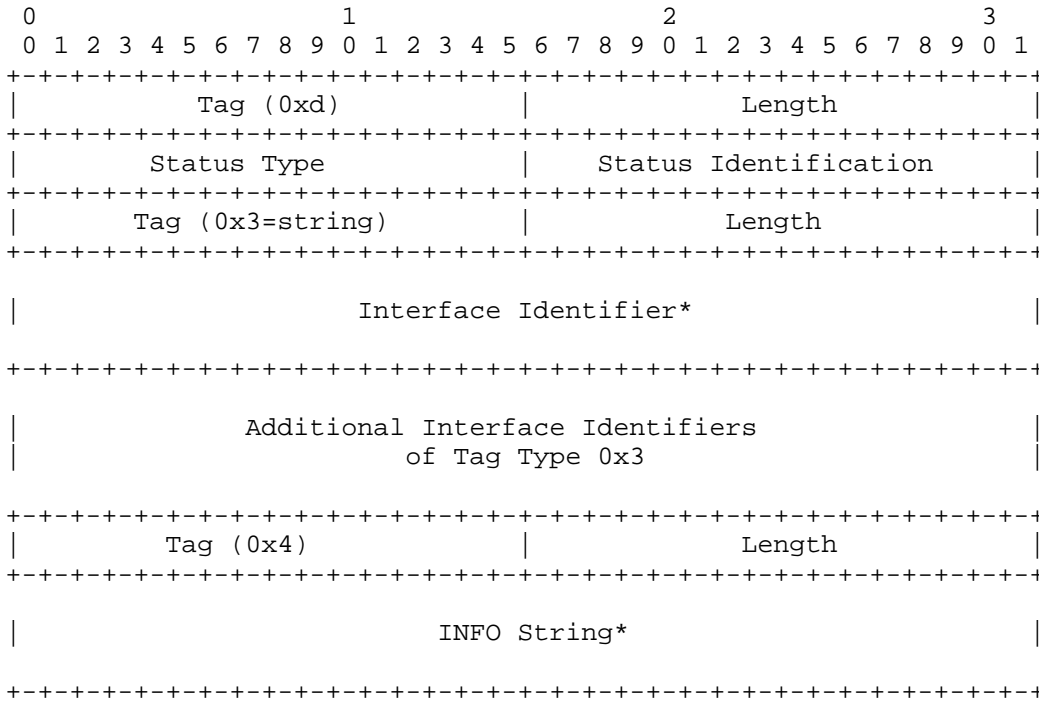 0                   1                   2                   3
0 1 2 3 4 5 6 7 8 9 0 1 2 3 4 5 6 7 8 9 0 1 2 3 4 5 6 7 8 9 0 1
+-+-+-+-+-+-+-+-+-+-+-+-+-+-+-+-+-+-+-+-+-+-+-+-+-+-+-+-+-+-+-+-+
|           Tag (0xd)           |             Length            |
+-+-+-+-+-+-+-+-+-+-+-+-+-+-+-+-+-+-+-+-+-+-+-+-+-+-+-+-+-+-+-+-+
|        Status Type            |    Status Identification      |
+-+-+-+-+-+-+-+-+-+-+-+-+-+-+-+-+-+-+-+-+-+-+-+-+-+-+-+-+-+-+-+-+
|       Tag (0x3=string)        |            Length             |
+-+-+-+-+-+-+-+-+-+-+-+-+-+-+-+-+-+-+-+-+-+-+-+-+-+-+-+-+-+-+-+-+
|                     Interface Identifier*                     |
+-+-+-+-+-+-+-+-+-+-+-+-+-+-+-+-+-+-+-+-+-+-+-+-+-+-+-+-+-+-+-+-+
|              Additional Interface Identifiers                 |
|                        of Tag Type 0x3                        |
+-+-+-+-+-+-+-+-+-+-+-+-+-+-+-+-+-+-+-+-+-+-+-+-+-+-+-+-+-+-+-+-+
|         Tag (0x4)             |             Length            |
+-+-+-+-+-+-+-+-+-+-+-+-+-+-+-+-+-+-+-+-+-+-+-+-+-+-+-+-+-+-+-+-+
|                          INFO String*                         |
+-+-+-+-+-+-+-+-+-+-+-+-+-+-+-+-+-+-+-+-+-+-+-+-+-+-+-+-+-+-+-+-+